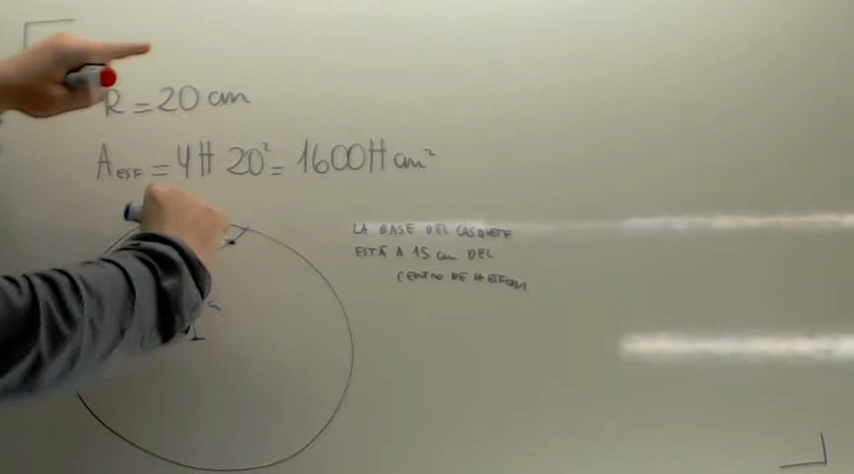 R = 20 cm
A ESF = 4π 20² = 1600π cm²
LA BASE DEL CASQUETE
ESTÁ A 15 cm DEL
CENTRO DE LA ESFERA